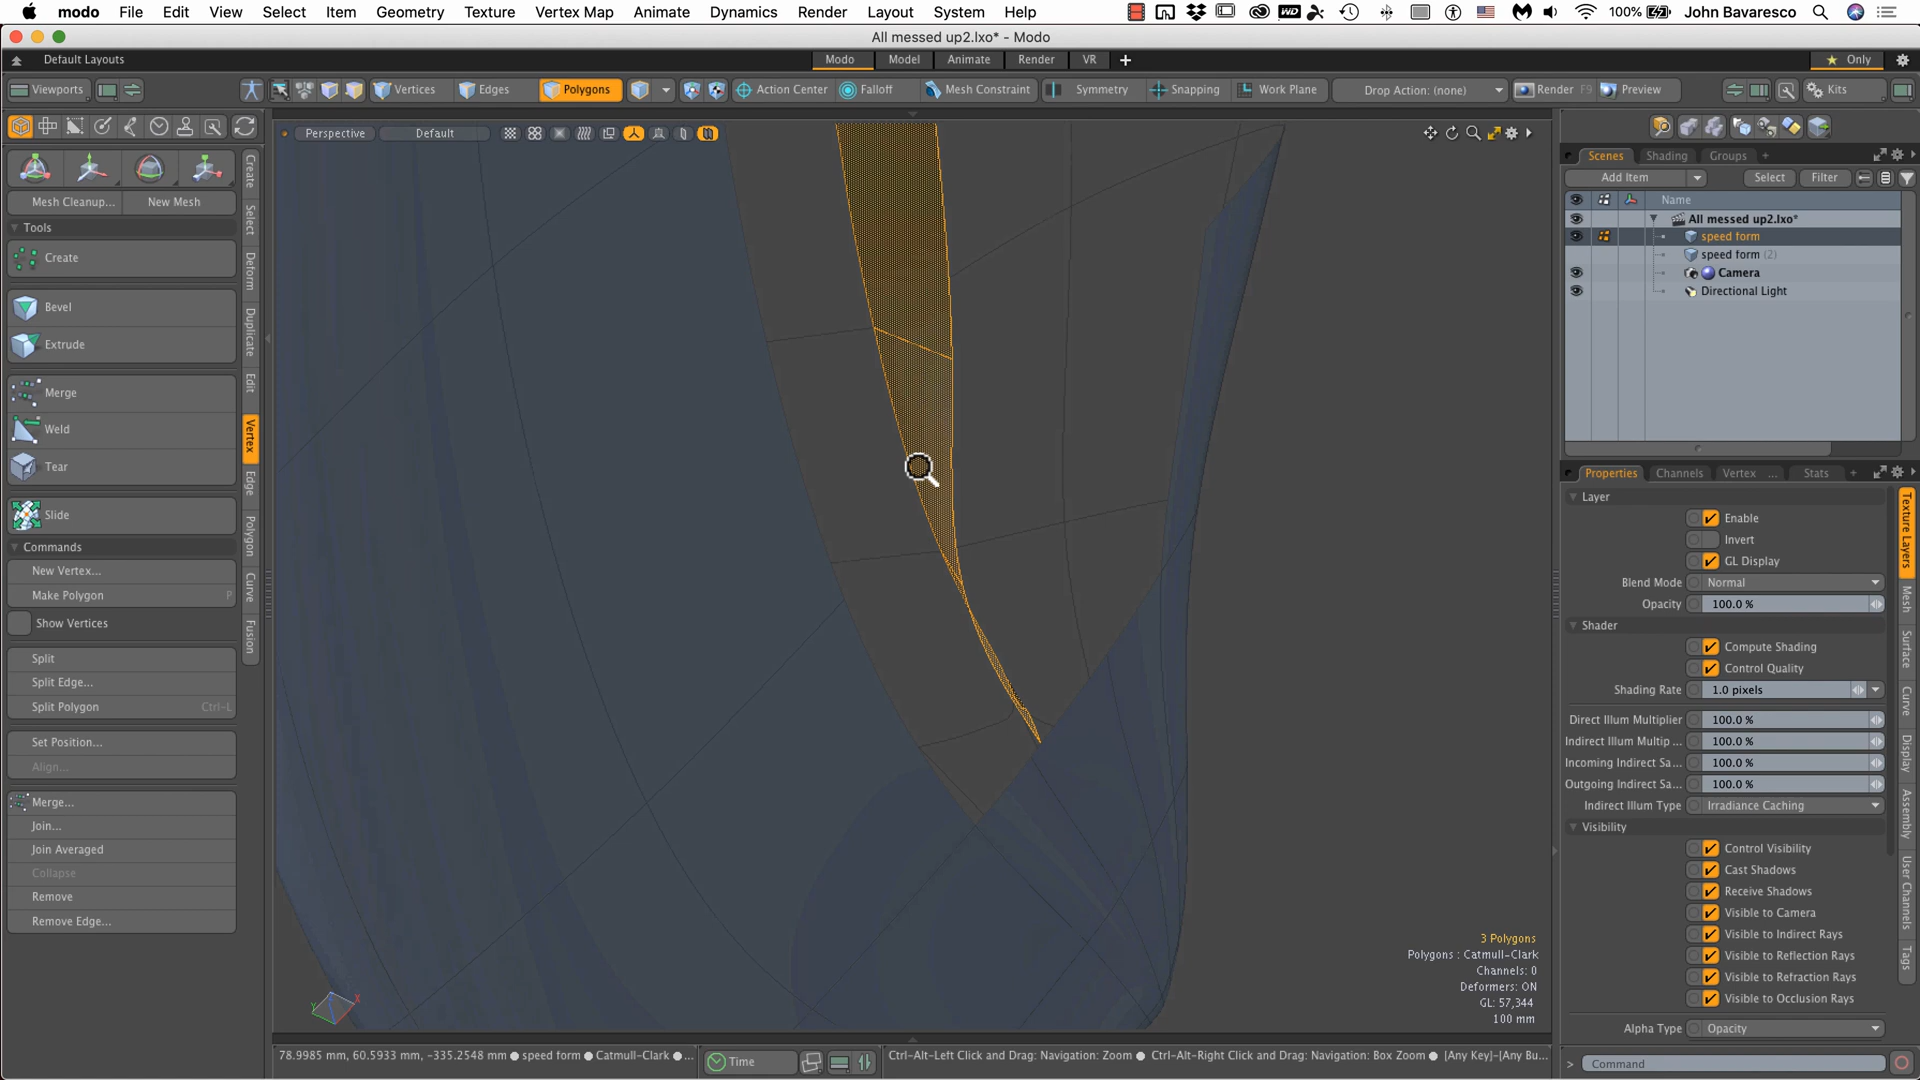 modo File Edit View Select Item Geometry Texture Vertex Map Animate Dynamics Render Layout System Help 100% John Bavaresco
All messed up2.lxo* - Modo
Default Layouts Modo Model Animate Render VR Only
Viewports Vertices Edges Polygons Action Center Falloff Mesh Constraint Symmetry Snapping Work Plane Drop Action: (none) Render F9 Preview Kits
Perspective Default
Mesh Cleanup... New Mesh
Tools
Create
Bevel
Extrude
Merge
Weld
Tear
Slide
Commands
New Vertex...
Make Polygon P
Show Vertices
Split
Split Edge...
Split Polygon Ctrl-L
Set Position...
Align...
Merge...
Join...
Join Averaged
Collapse
Remove
Remove Edge...
Create
Select
Deform
Duplicate
Edit
Vertex
Edge
Polygon
Curve
Fusion
3 Polygons
Polygons : Catmull-Clark
Channels: 0
Deformers: ON
GL: 57,344
100 mm
Y X
78.9985 mm, 60.5933 mm, -335.2548 mm ● speed form ● Catmull-Clark ● ...
Time
Ctrl-Alt-Left Click and Drag: Navigation: Zoom ● Ctrl-Alt-Right Click and Drag: Navigation: Box Zoom ● [Any Key]-[Any Bu...
Scenes Shading Groups +
Add Item Select Filter
Name
All messed up2.lxo*
speed form
speed form (2)
Camera
Directional Light
Properties Channels Vertex ... Stats +
Layer
Enable
Invert
GL Display
Blend Mode Normal
Opacity 100.0 %
Shader
Compute Shading
Control Quality
Shading Rate 1.0 pixels
Direct Illum Multiplier 100.0 %
Indirect Illum Multip ... 100.0 %
Incoming Indirect Sa... 100.0 %
Outgoing Indirect Sa... 100.0 %
Indirect Illum Type Irradiance Caching
Visibility
Control Visibility
Cast Shadows
Receive Shadows
Visible to Camera
Visible to Indirect Rays
Visible to Reflection Rays
Visible to Refraction Rays
Visible to Occlusion Rays
Alpha Type Opacity
Texture Layers
Mesh
Surface
Curve
Display
Assembly
User Channels
Tags
> Command